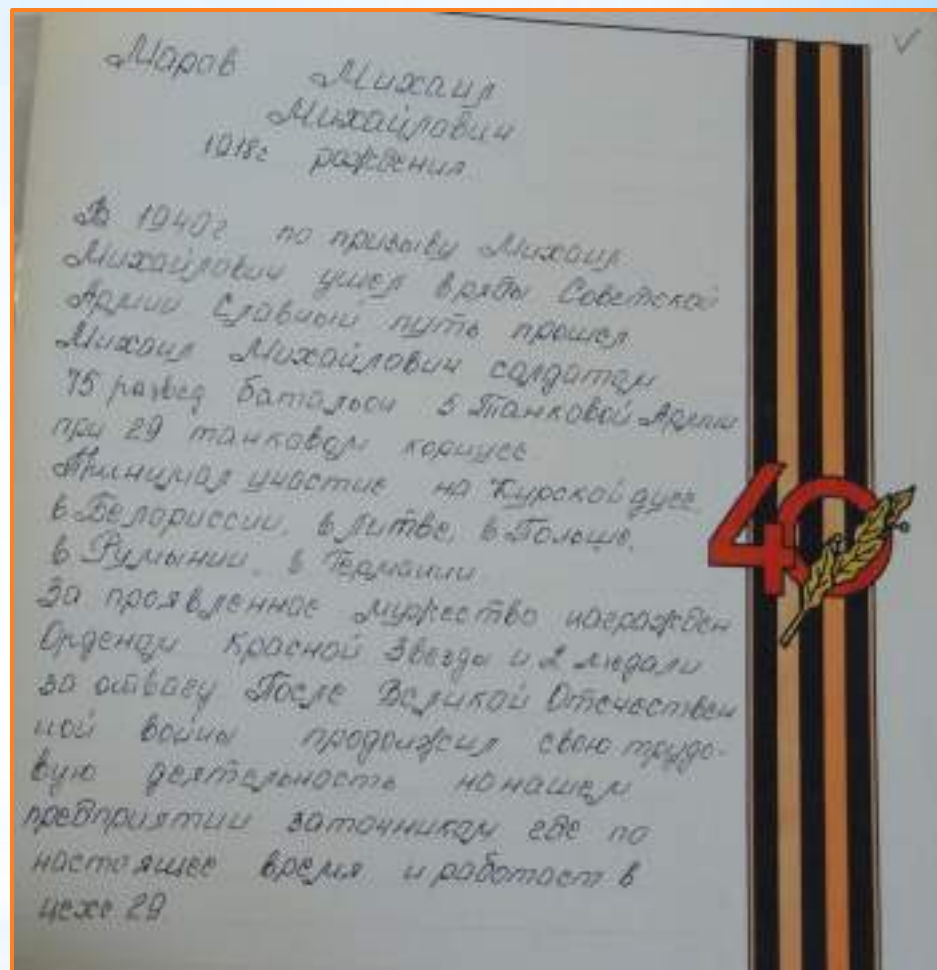 Маров Михаил
Михайлович
1918г рождения
В 1940г по призыву Михаил
Михайлович ушел в ряды Советской
Армии Славный путь прошел
Михаил Михайлович солдатом
75 развед батальон 5 Танковой Армии
при 29 танковом корпусе
Принимал участие на Курской дуге
в Белориссии, в Литве, в Польше,
в Румынии, в Германии
За проявленное мужество награжден
Орденом Красной Звезды и 2 медали
за отвагу После Великой Отечествен
ной войны продолжил свою трудо-
вую деятельность на нашем
предприятии заточником где по
настоящее время и работает в
цехе 29
40